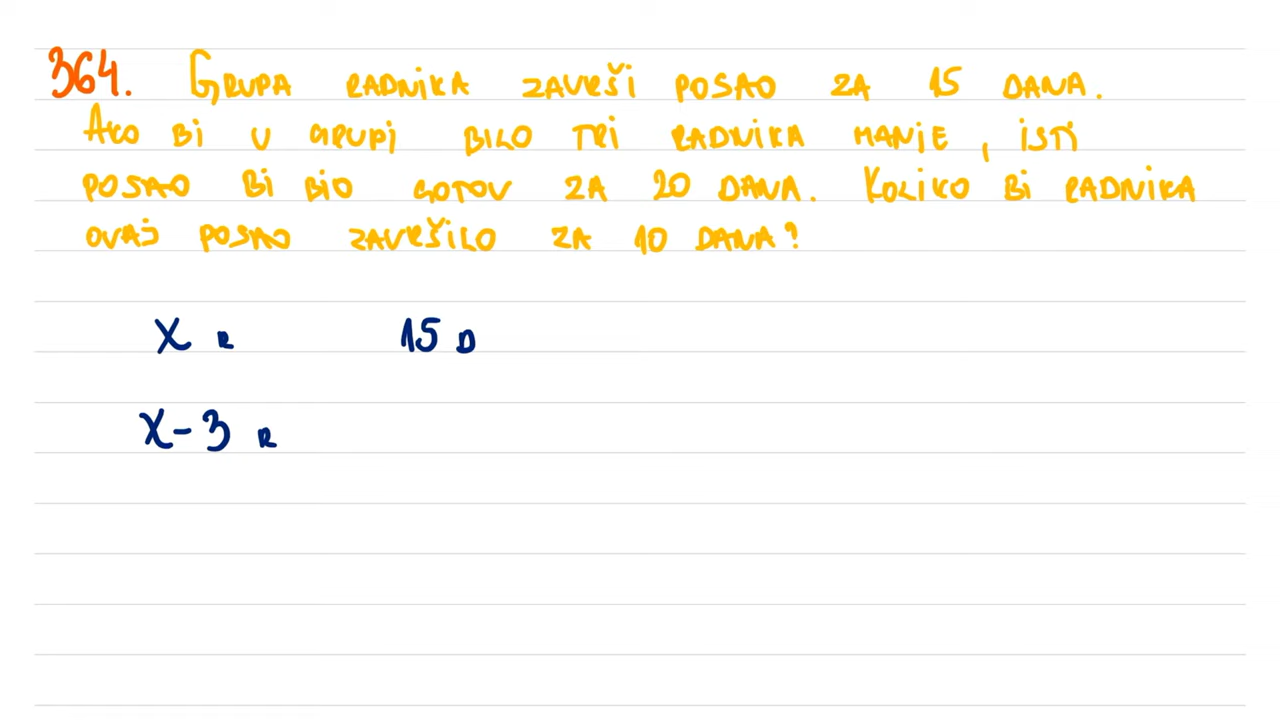 364. GRUPA RADNIKA ZAVRŠI POSAO ZA 15 DANA.
AKO BI U GRUPI BILO TRI RADNIKA MANJE, ISTI
POSAO BI BIO GOTOV ZA 20 DANA. KOLIKO BI RADNIKA
OVAJ POSAO ZAVRŠILO ZA 10 DANA?
X R 15 D
X-3 R